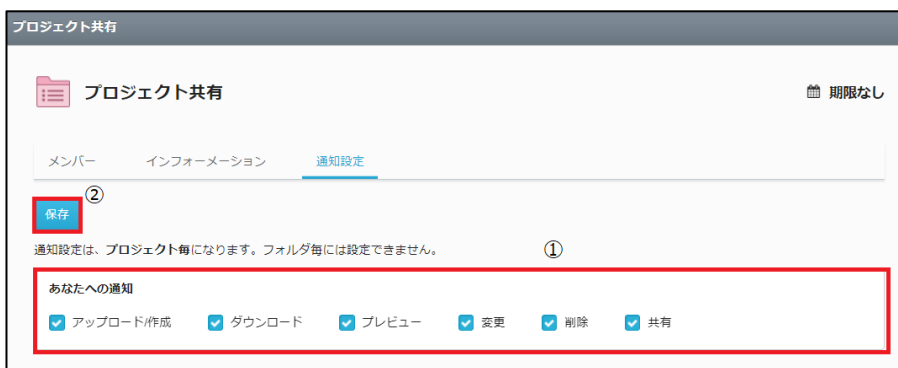 プロジェクト共有
プロジェクト共有 期限なし
メンバー インフォーメーション 通知設定
②
保存
通知設定は、プロジェクト毎になります。フォルダ毎には設定できません。 ①
あなたへの通知
アップロード/作成 ダウンロード プレビュー 変更 削除 共有